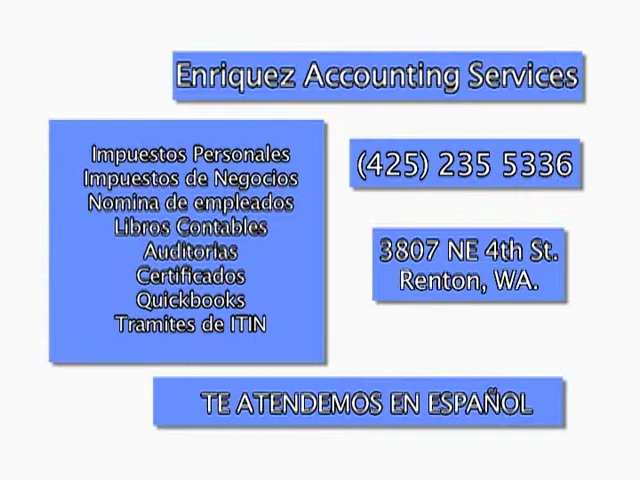 Enriquez Accounting Services
Impuestos Personales
Impuestos de Negocios
Nomina de empleados
Libros Contables
Auditorias
Certificados
Quickbooks
Tramites de ITIN
(425) 235 5336
3807 NE 4th St.
Renton, WA.
TE ATENDEMOS EN ESPAÑOL